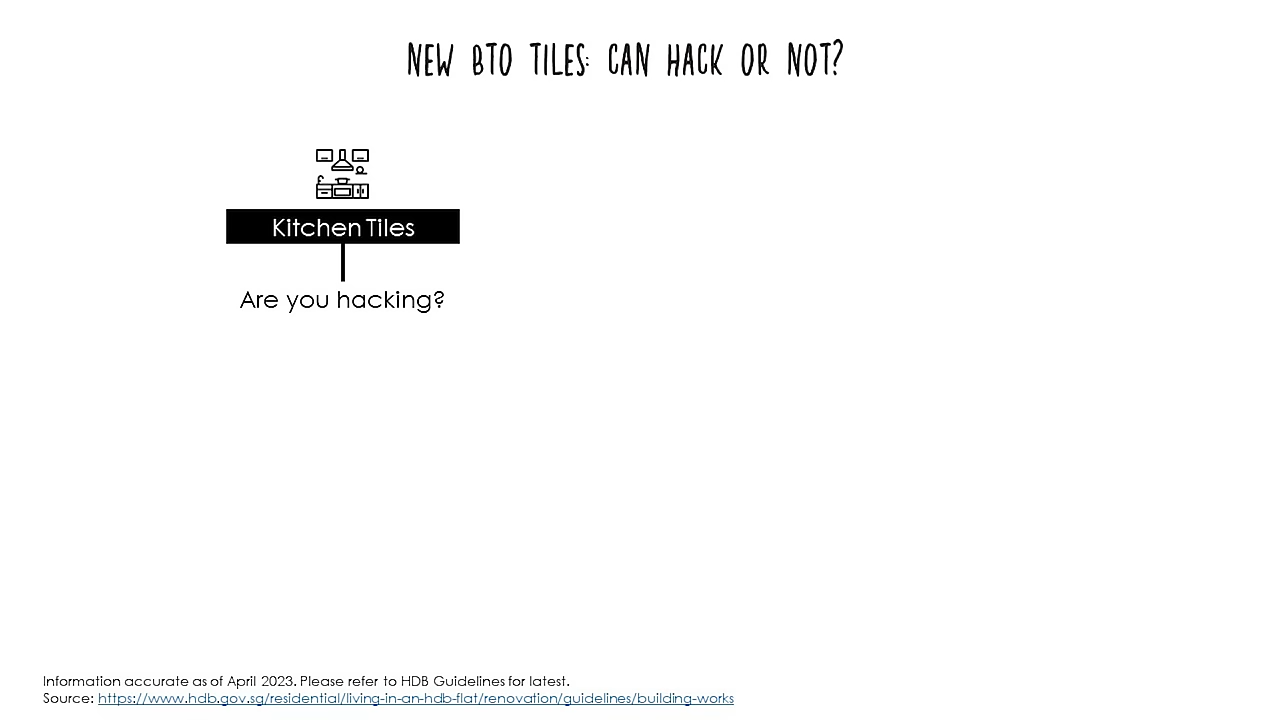 NEW BTO TILES: CAN HACK OR NOT?
Kitchen Tiles
Are you hacking?
Information accurate as of April 2023. Please refer to HDB Guidelines for latest.
Source: https://www.hdb.gov.sg/residential/living-in-an-hdb-flat/renovation/guidelines/building-works